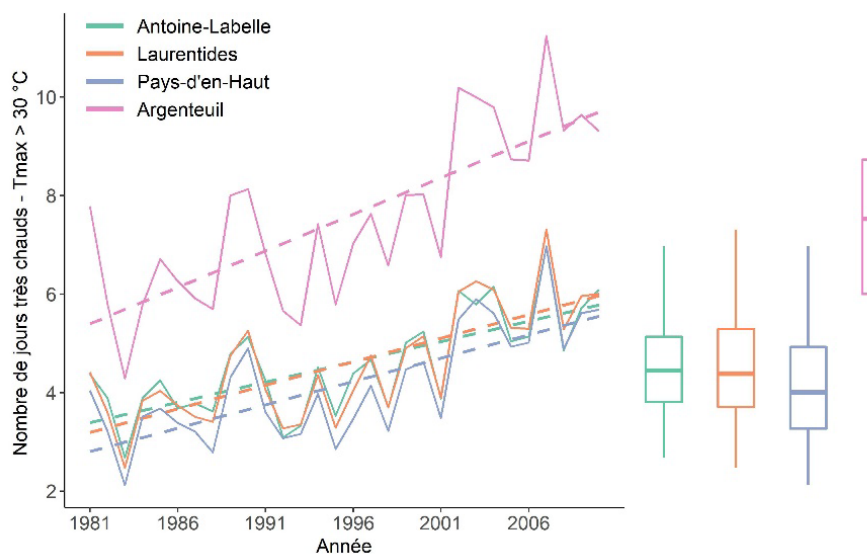 Antoine-Labelle
Laurentides
Pays-d'en-Haut
Argenteuil
Nombre de jours très chauds - Tmax > 30 °C
10
8
6
4
2
1981
1986
1991
1996
2001
2006
Année